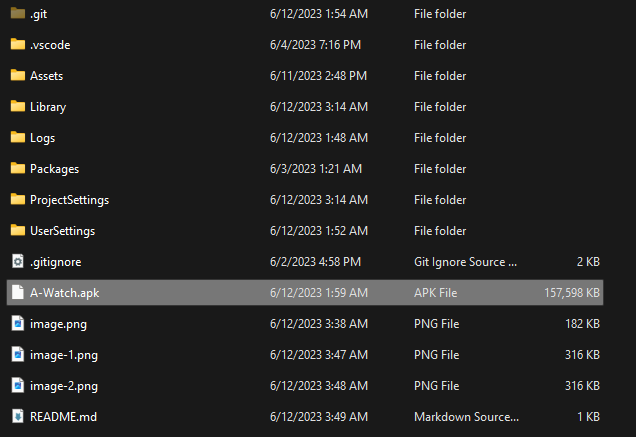 .git 6/12/2023 1:54 AM File folder
.vscode 6/4/2023 7:16 PM File folder
Assets 6/11/2023 2:48 PM File folder
Library 6/12/2023 3:14 AM File folder
Logs 6/12/2023 1:48 AM File folder
Packages 6/3/2023 1:21 AM File folder
ProjectSettings 6/12/2023 3:14 AM File folder
UserSettings 6/12/2023 1:52 AM File folder
.gitignore 6/2/2023 4:58 PM Git Ignore Source ... 2 KB
A-Watch.apk 6/12/2023 1:59 AM APK File 157,598 KB
image.png 6/12/2023 3:38 AM PNG File 182 KB
image-1.png 6/12/2023 3:47 AM PNG File 316 KB
image-2.png 6/12/2023 3:48 AM PNG File 316 KB
README.md 6/12/2023 3:49 AM Markdown Source... 1 KB